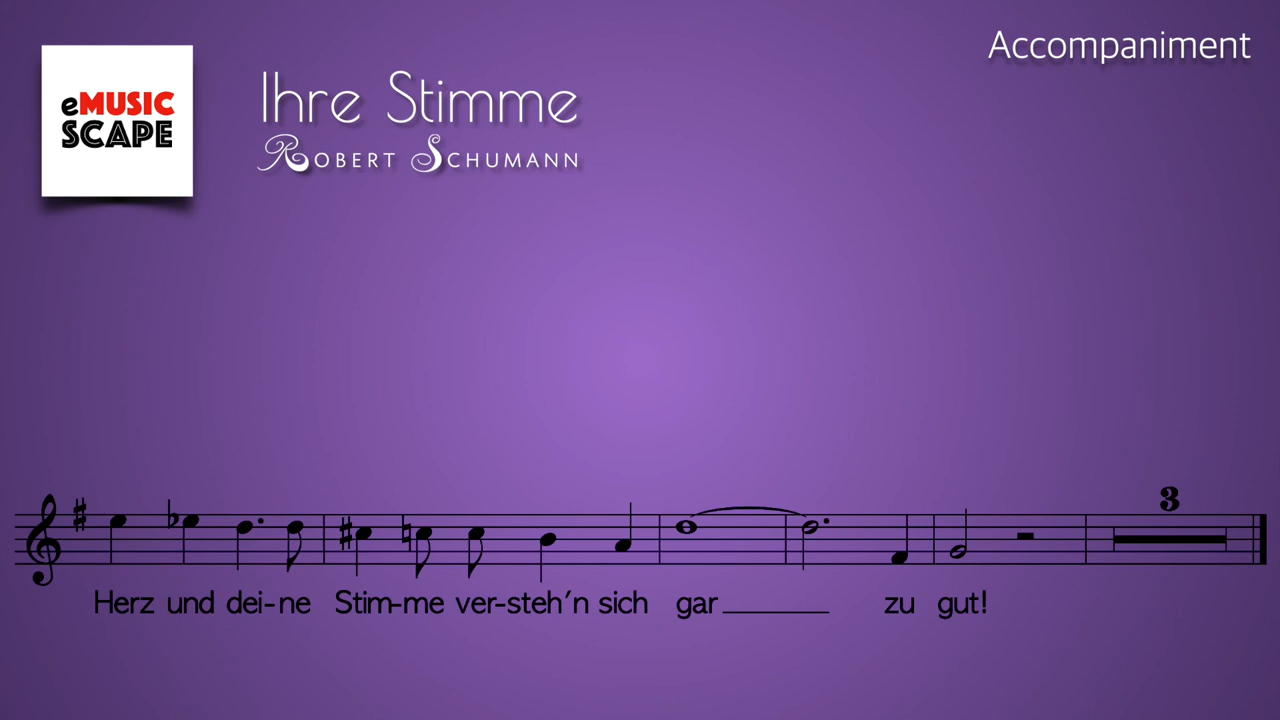 Accompaniment
eMUSIC
SCAPE
Ihre Stimme
ROBERT SCHUMANN
3
Herz und dei-ne Stim-me ver-steh'n sich gar____ zu gut!